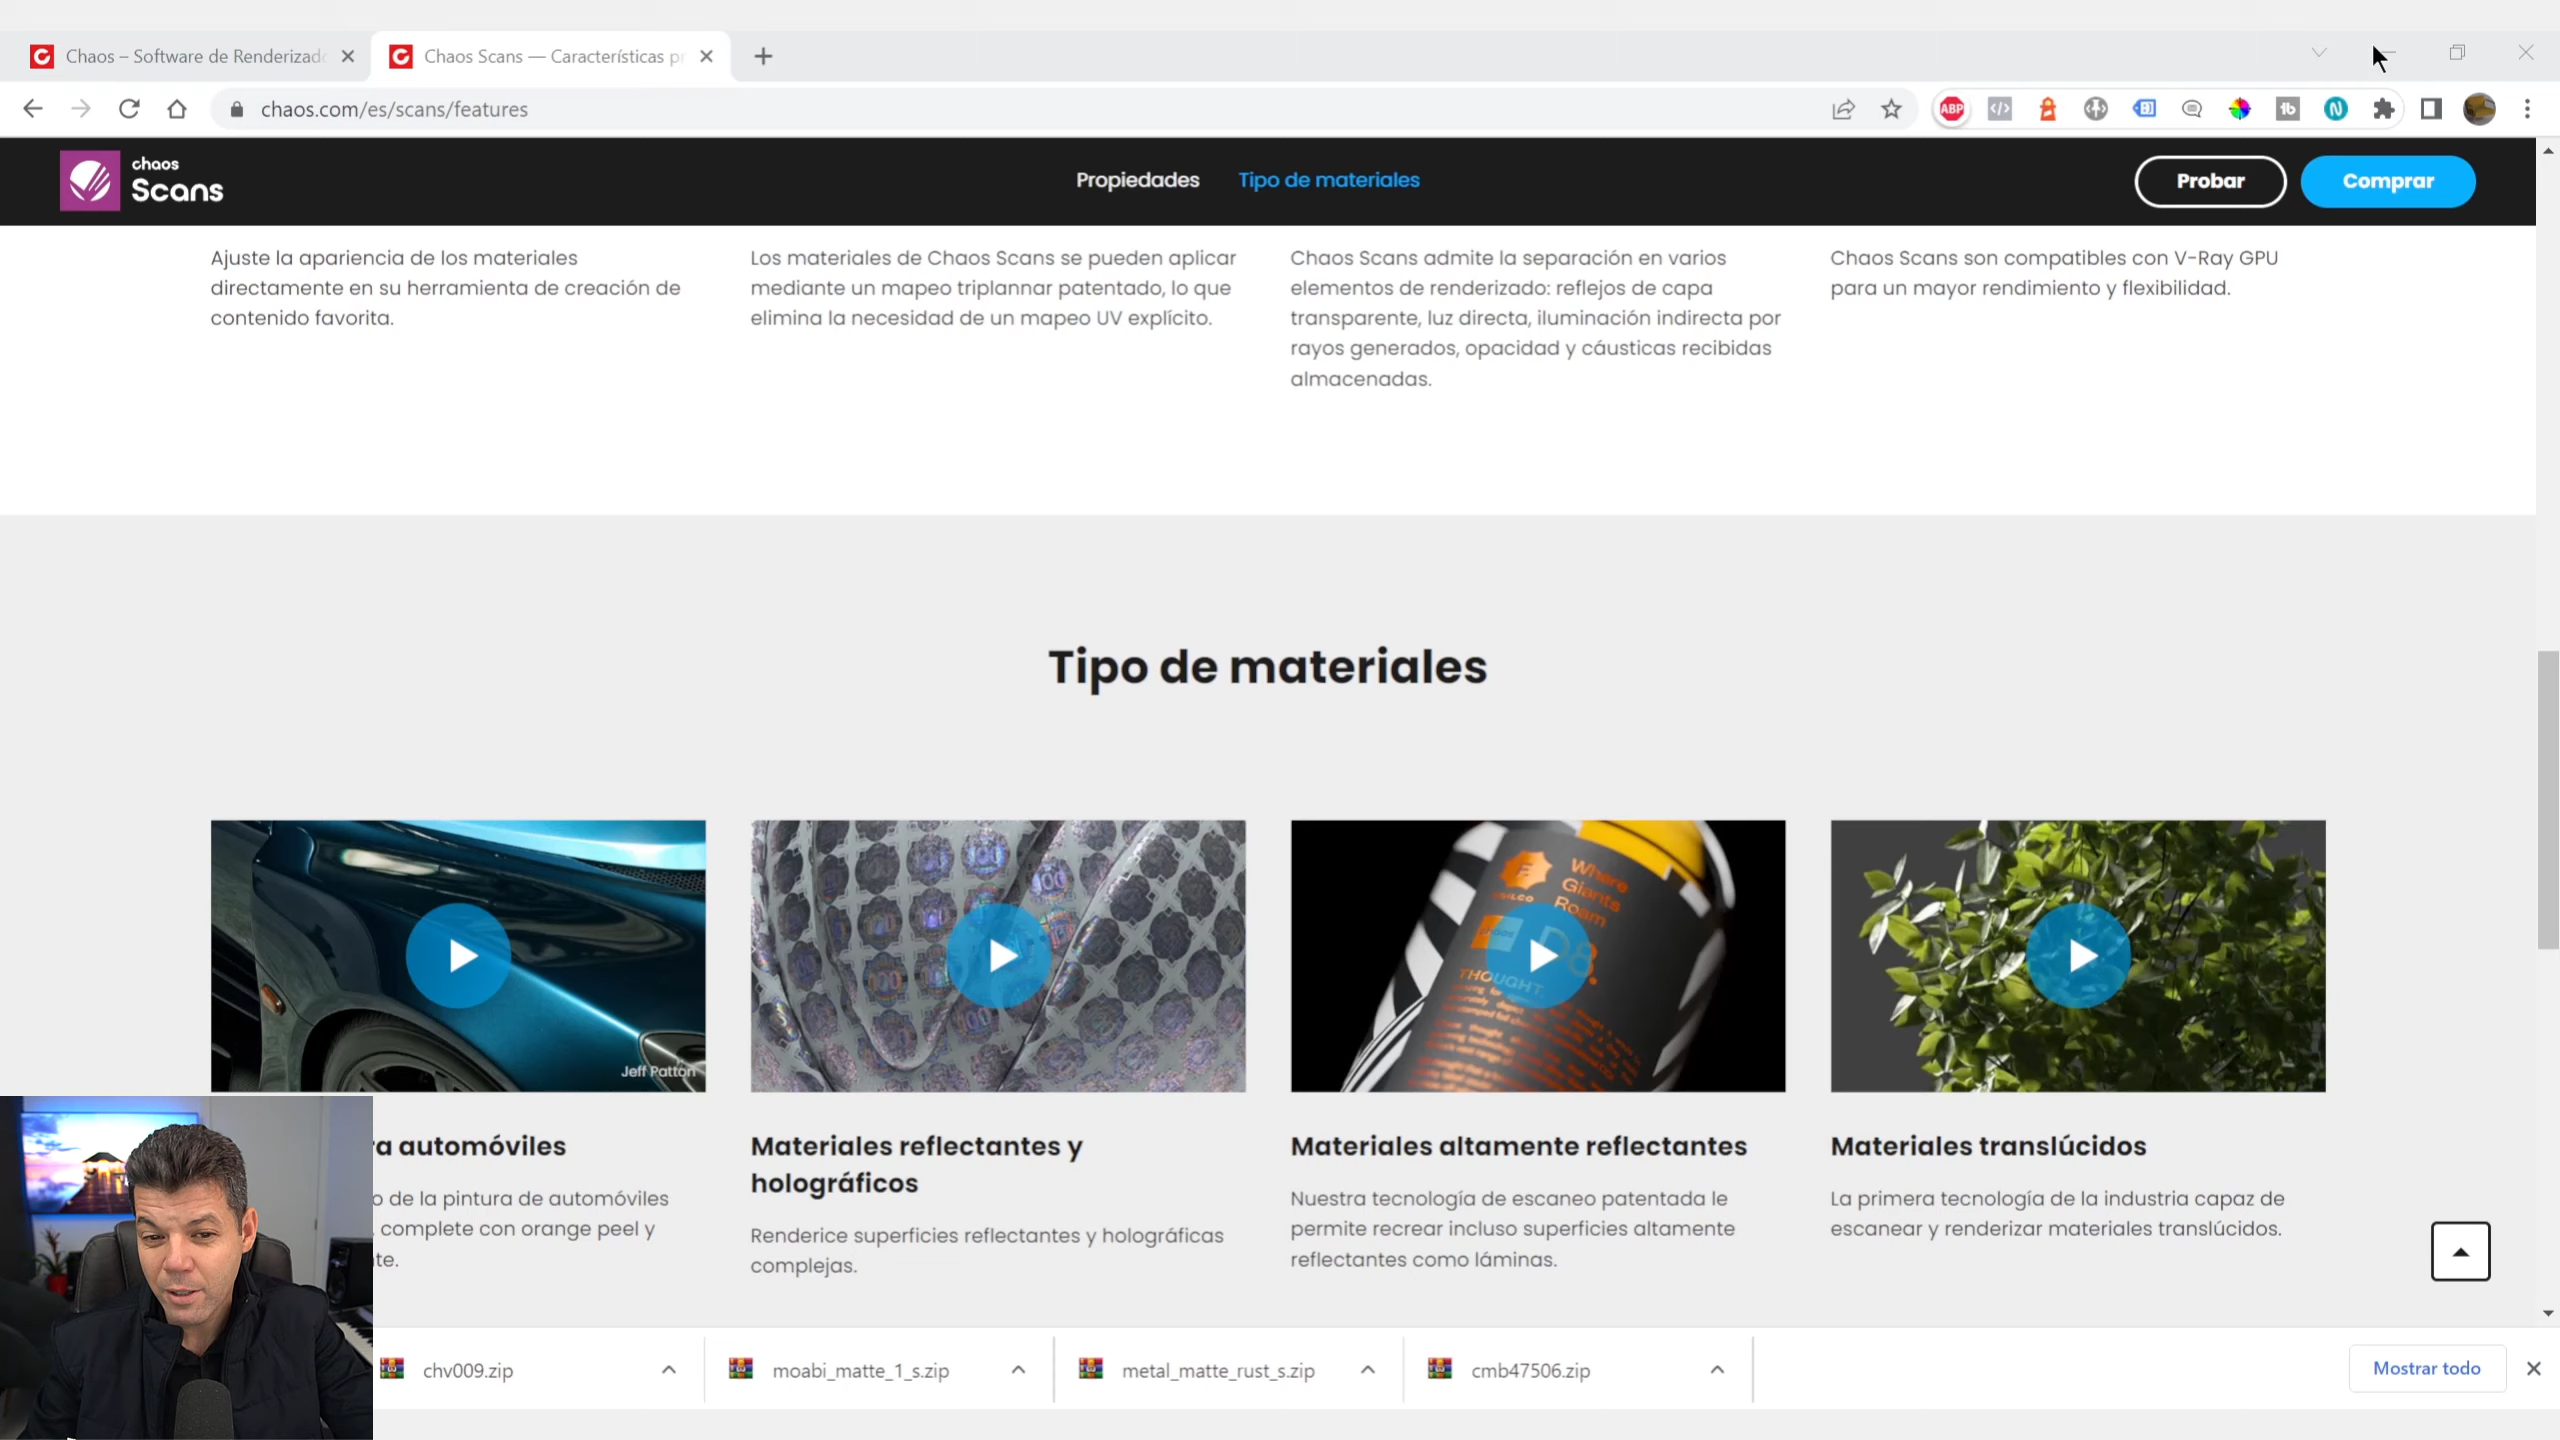 Chaos – Software de Renderizad
Chaos Scans — Características p
chaos.com/es/scans/features
ABP
chaos
Scans
Propiedades
Tipo de materiales
Probar
Comprar
Ajuste la apariencia de los materiales
directamente en su herramienta de creación de
contenido favorita.
Los materiales de Chaos Scans se pueden aplicar
mediante un mapeo triplannar patentado, lo que
elimina la necesidad de un mapeo UV explícito.
Chaos Scans admite la separación en varios
elementos de renderizado: reflejos de capa
transparente, luz directa, iluminación indirecta por
rayos generados, opacidad y cáusticas recibidas
almacenadas.
Chaos Scans son compatibles con V-Ray GPU
para un mayor rendimiento y flexibilidad.
Tipo de materiales
Jeff Patton
Where
Giants
Roam
THOUGHT
ra automóviles
o de la pintura de automóviles
, complete con orange peel y
te.
Materiales reflectantes y
holográficos
Renderice superficies reflectantes y holográficas
complejas.
Materiales altamente reflectantes
Nuestra tecnología de escaneo patentada le
permite recrear incluso superficies altamente
reflectantes como láminas.
Materiales translúcidos
La primera tecnología de la industria capaz de
escanear y renderizar materiales translúcidos.
chv009.zip
moabi_matte_1_s.zip
metal_matte_rust_s.zip
cmb47506.zip
Mostrar todo